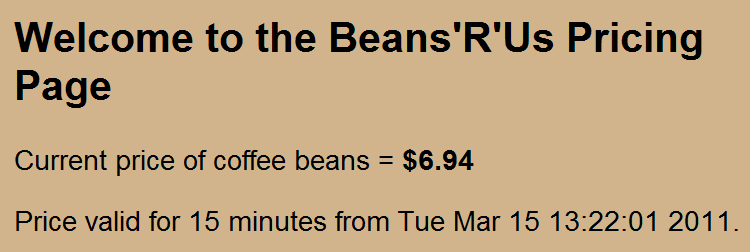 Welcome to the Beans'R'Us Pricing
Page
Current price of coffee beans = $6.94
Price valid for 15 minutes from Tue Mar 15 13:22:01 2011.